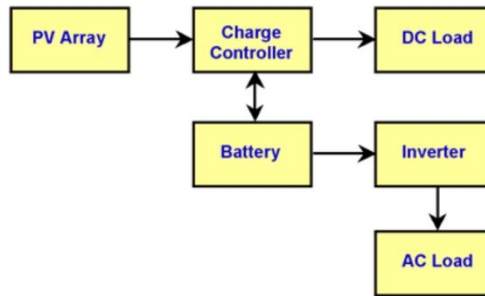 PV Array
Charge
Controller
DC Load
Battery
Inverter
AC Load